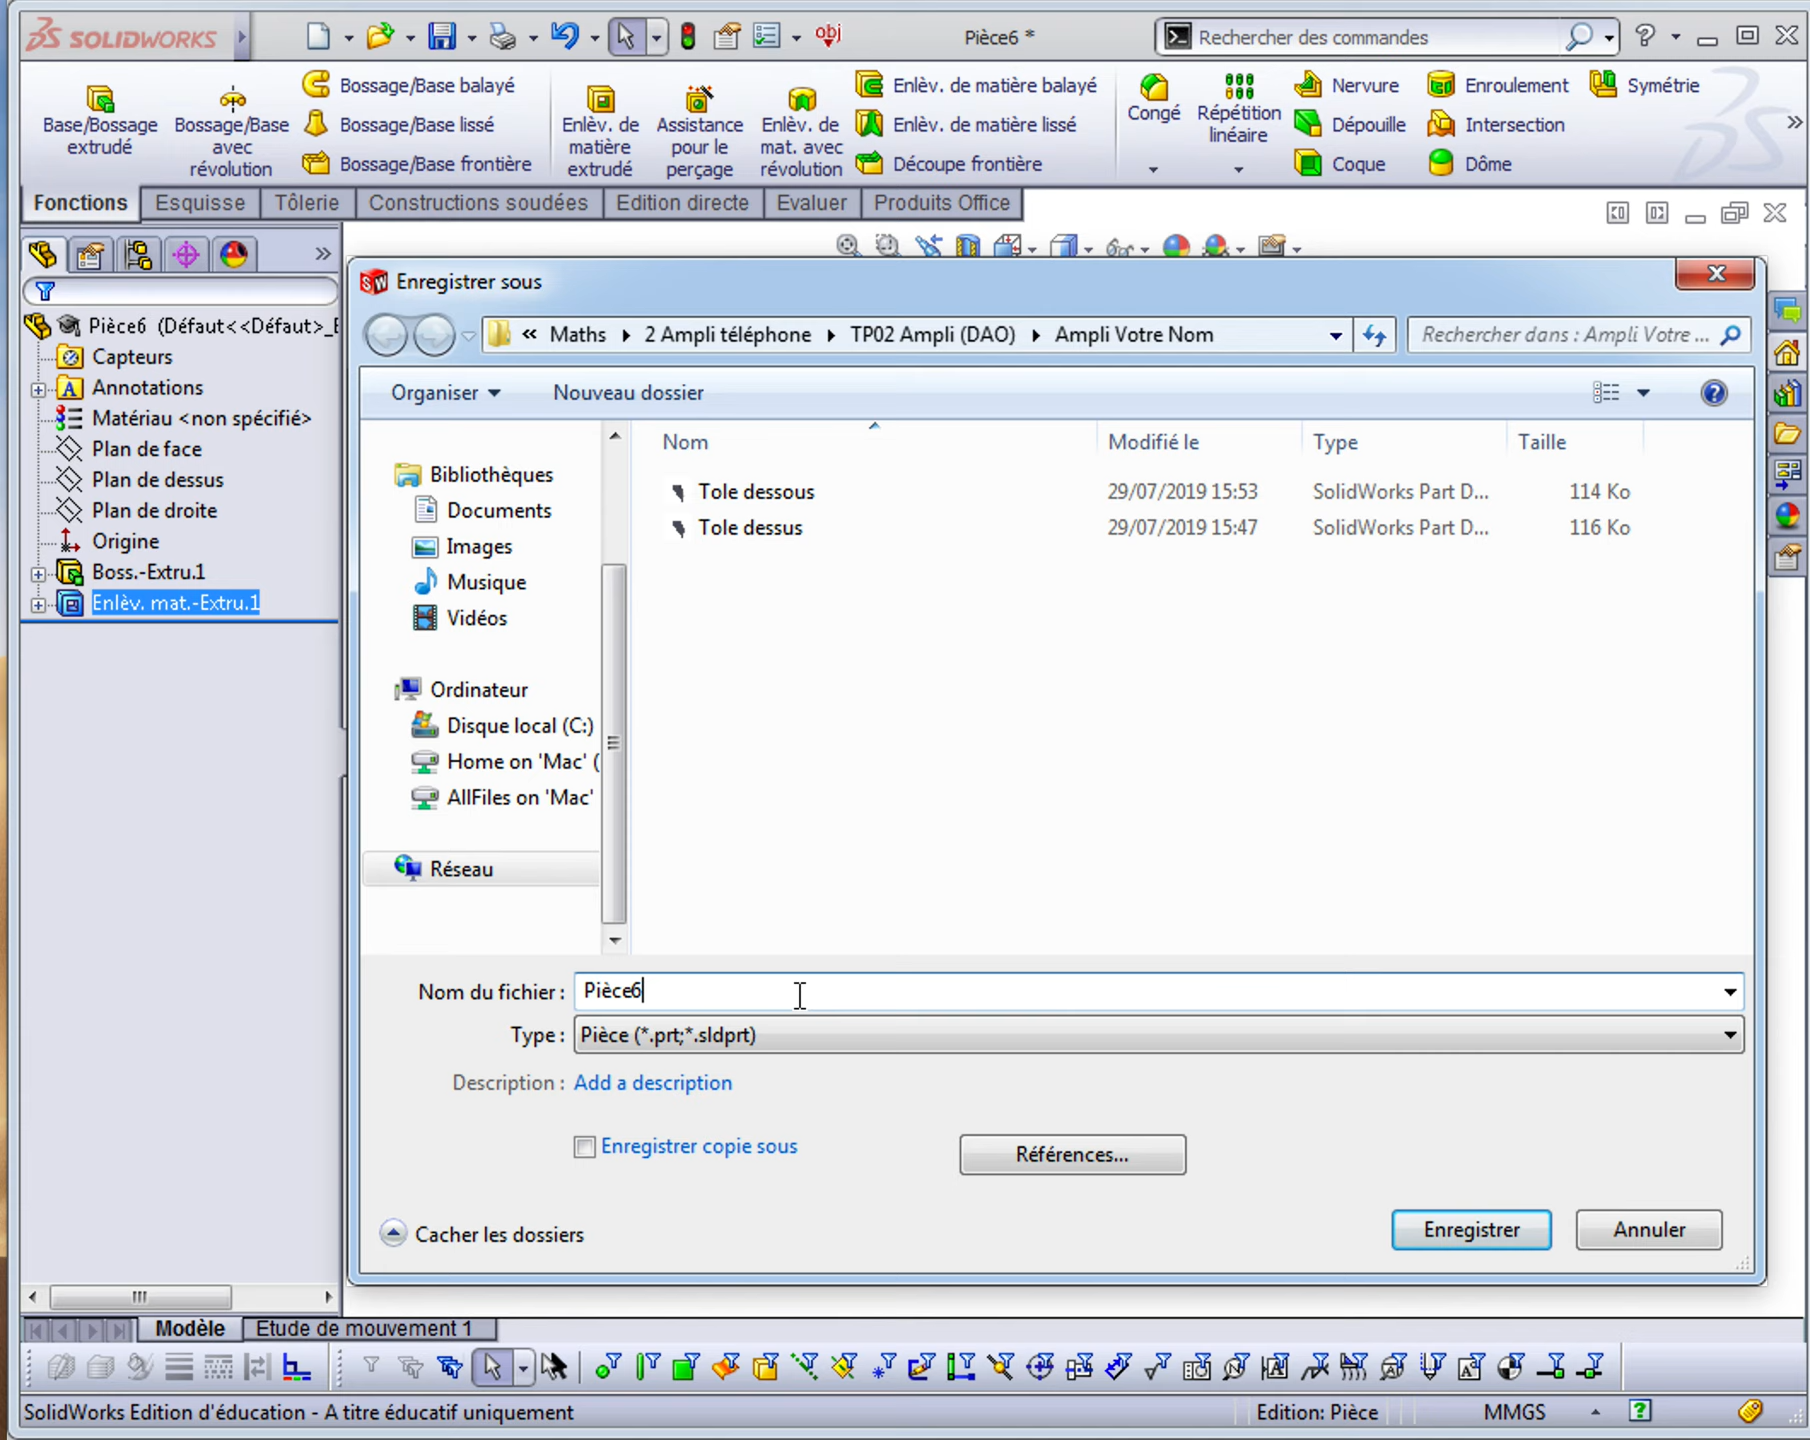 SOLIDWORKS
Pièce6 *
Rechercher des commandes
Base/Bossage extrudé
Bossage/Base avec révolution
Bossage/Base balayé
Bossage/Base lissé
Bossage/Base frontière
Enlèv. de matière extrudé
Assistance pour le perçage
Enlèv. de mat. avec révolution
Enlèv. de matière balayé
Enlèv. de matière lissé
Découpe frontière
Congé
Répétition linéaire
Nervure
Dépouille
Coque
Enroulement
Intersection
Dôme
Symétrie
Fonctions
Esquisse
Tôlerie
Constructions soudées
Edition directe
Evaluer
Produits Office
Pièce6 (Défaut<<Défaut>_E
Capteurs
Annotations
Matériau <non spécifié>
Plan de face
Plan de dessus
Plan de droite
Origine
Boss.-Extru.1
Enlèv. mat.-Extru.1
Enregistrer sous
« Maths
2 Ampli téléphone
TP02 Ampli (DAO)
Ampli Votre Nom
Rechercher dans : Ampli Votre ...
Organiser
Nouveau dossier
Nom
Modifié le
Type
Taille
Tole dessous
29/07/2019 15:53
SolidWorks Part D...
114 Ko
Tole dessus
29/07/2019 15:47
SolidWorks Part D...
116 Ko
Bibliothèques
Documents
Images
Musique
Vidéos
Ordinateur
Disque local (C:)
Home on 'Mac' (
AllFiles on 'Mac'
Réseau
Nom du fichier : Pièce6
Type : Pièce (*.prt;*.sldprt)
Description : Add a description
Enregistrer copie sous
Références...
Cacher les dossiers
Enregistrer
Annuler
Modèle
Etude de mouvement 1
SolidWorks Edition d'éducation - A titre éducatif uniquement
Edition: Pièce
MMGS